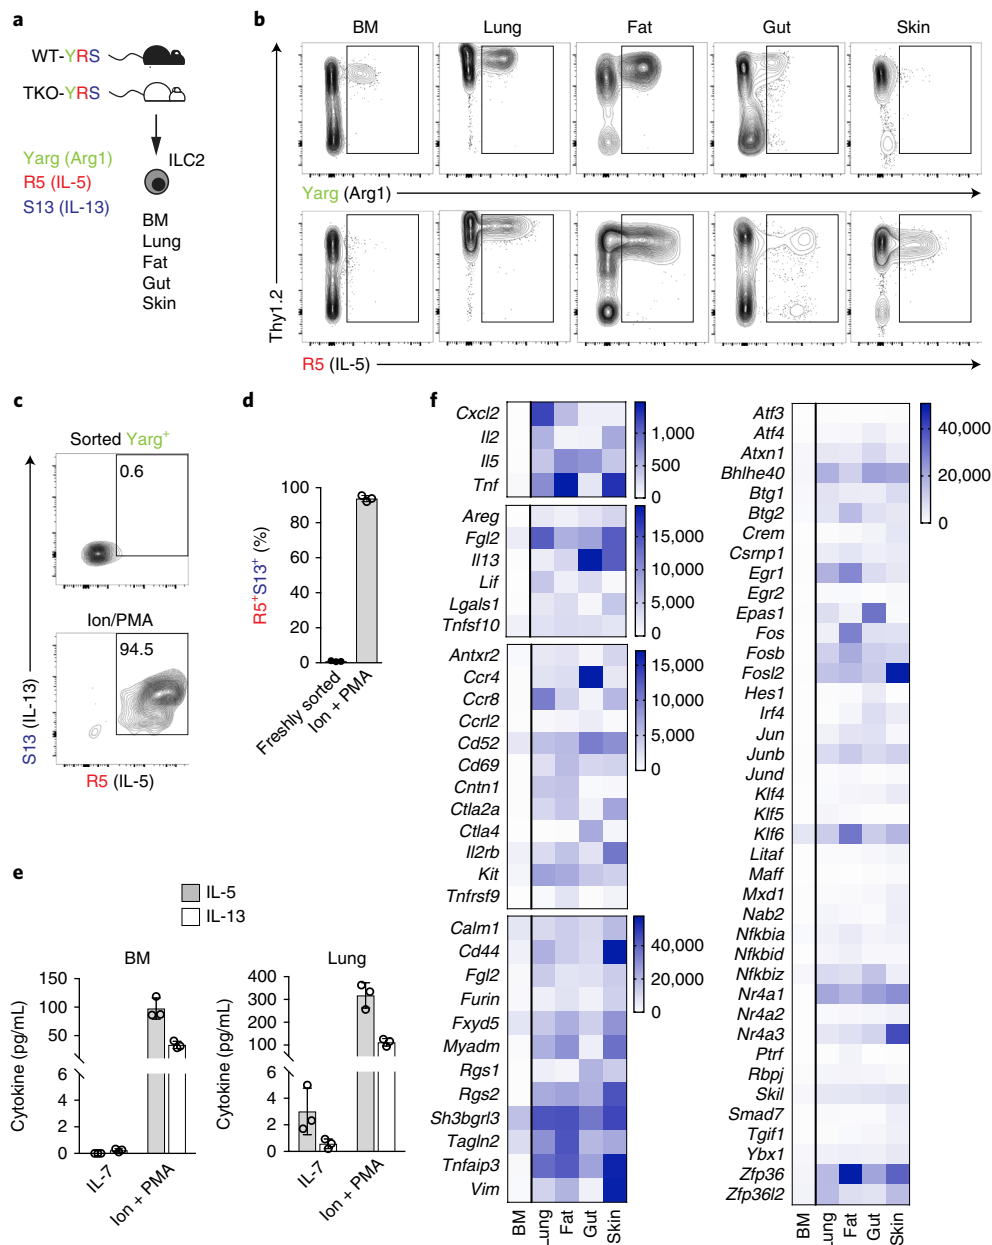 a
WT-YRS
TKO-YRS
Yarg (Arg1)
R5 (IL-5)
S13 (IL-13)
ILC2
BM
Lung
Fat
Gut
Skin
b
BM Lung Fat Gut Skin
Thy1.2
Yarg (Arg1)
R5 (IL-5)
c
Sorted Yarg+
0.6
Ion/PMA
94.5
S13 (IL-13)
R5 (IL-5)
d
R5+S13+ (%)
100
80
60
40
20
0
Freshly sorted
Ion + PMA
e
IL-5
IL-13
BM
Cytokine (pg/mL)
150
100
50
6
4
2
0
IL-7
Ion + PMA
Lung
Cytokine (pg/mL)
400
300
200
100
6
4
2
0
IL-7
Ion + PMA
f
Cxcl2
Il2
Il5
Tnf
1,000
500
0
Areg
Fgl2
Il13
Lif
Lgals1
Tnfsf10
15,000
10,000
5,000
0
Antxr2
Ccr4
Ccr8
Ccrl2
Cd52
Cd69
Cntn1
Ctla2a
Ctla4
Il2rb
Kit
Tnfrsf9
15,000
10,000
5,000
0
Calm1
Cd44
Fgl2
Furin
Fxyd5
Myadm
Rgs1
Rgs2
Sh3bgrl3
Tagln2
Tnfaip3
Vim
40,000
20,000
0
BM
Lung
Fat
Gut
Skin
Atf3
Atf4
Atxn1
Bhlhe40
Btg1
Btg2
Crem
Csrnp1
Egr1
Egr2
Epas1
Fos
Fosb
Fosl2
Hes1
Irf4
Jun
Junb
Jund
Klf4
Klf5
Klf6
Litaf
Maff
Mxd1
Nab2
Nfkbia
Nfkbid
Nfkbiz
Nr4a1
Nr4a2
Nr4a3
Ptrf
Rbpj
Skil
Smad7
Tgif1
Ybx1
Zfp36
Zfp36l2
40,000
20,000
0
BM
Lung
Fat
Gut
Skin